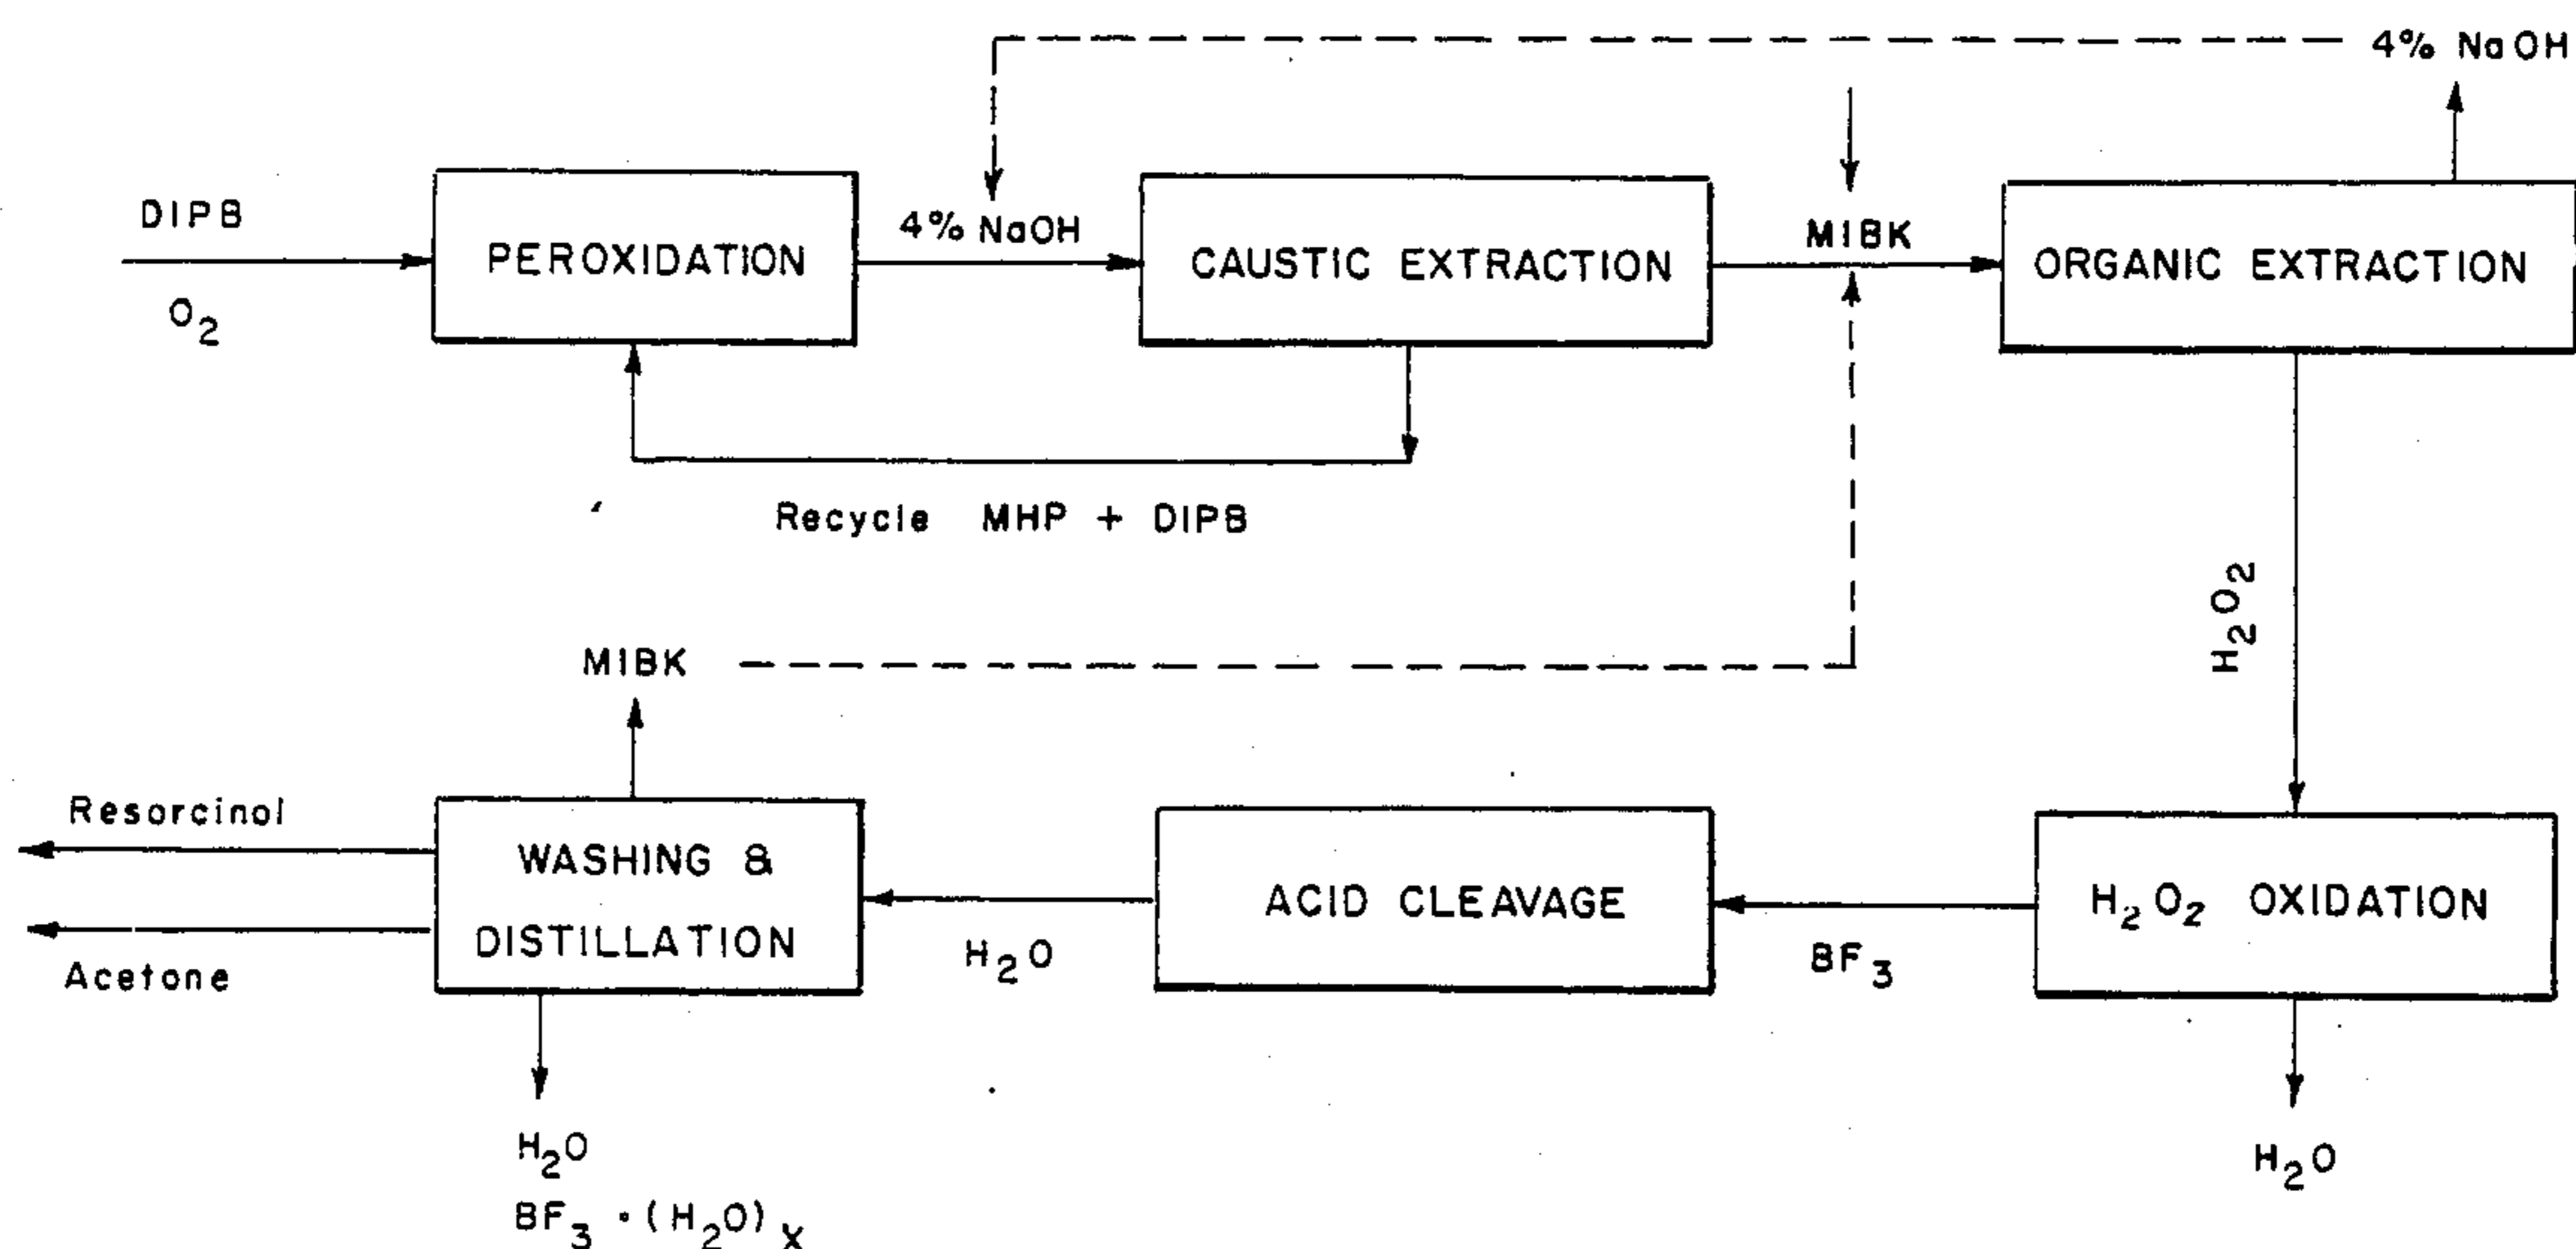 4% NaOH
DIPB
O2
PEROXIDATION
4% NaOH
CAUSTIC EXTRACTION
MIBK
ORGANIC EXTRACTION
Recycle MHP + DIPB
H2O2
MIBK
Resorcinol
Acetone
WASHING &
DISTILLATION
H2O
ACID CLEAVAGE
BF3
H2O2 OXIDATION
H2O
BF3 · (H2O)x
H2O